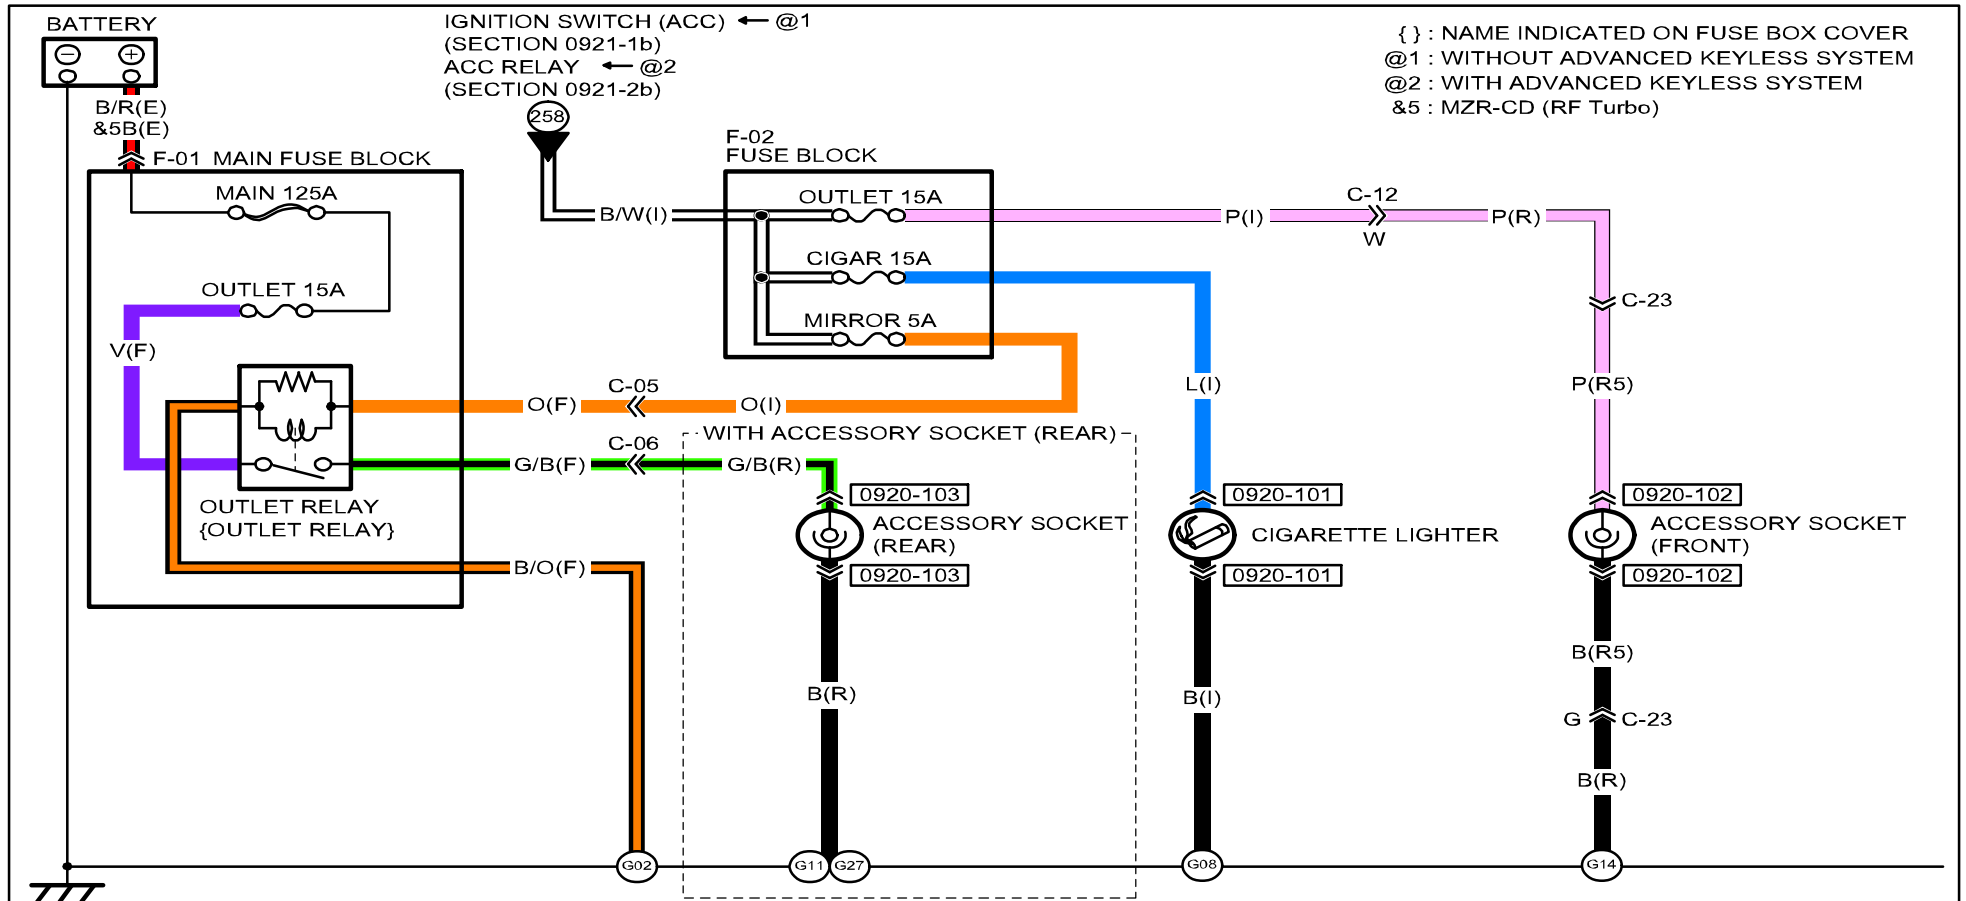 BATTERY
− +
B/R(E)
&5B(E)
IGNITION SWITCH (ACC) ← @1
(SECTION 0921-1b)
ACC RELAY ← @2
(SECTION 0921-2b)
258
{ } : NAME INDICATED ON FUSE BOX COVER
@1 : WITHOUT ADVANCED KEYLESS SYSTEM
@2 : WITH ADVANCED KEYLESS SYSTEM
&5 : MZR-CD (RF Turbo)
F-01 MAIN FUSE BLOCK
MAIN 125A
OUTLET 15A
V(F)
OUTLET RELAY
{OUTLET RELAY}
F-02
FUSE BLOCK
B/W(I)
OUTLET 15A
CIGAR 15A
MIRROR 5A
P(I)
C-12
W
P(R)
C-23
P(R5)
L(I)
C-05
O(F)
O(I)
C-06
G/B(F)
WITH ACCESSORY SOCKET (REAR)
G/B(R)
B/O(F)
0920-103
ACCESSORY SOCKET
(REAR)
0920-103
0920-101
CIGARETTE LIGHTER
0920-101
0920-102
ACCESSORY SOCKET
(FRONT)
0920-102
B(R)
B(I)
B(R5)
G C-23
B(R)
G02
G11
G27
G08
G14